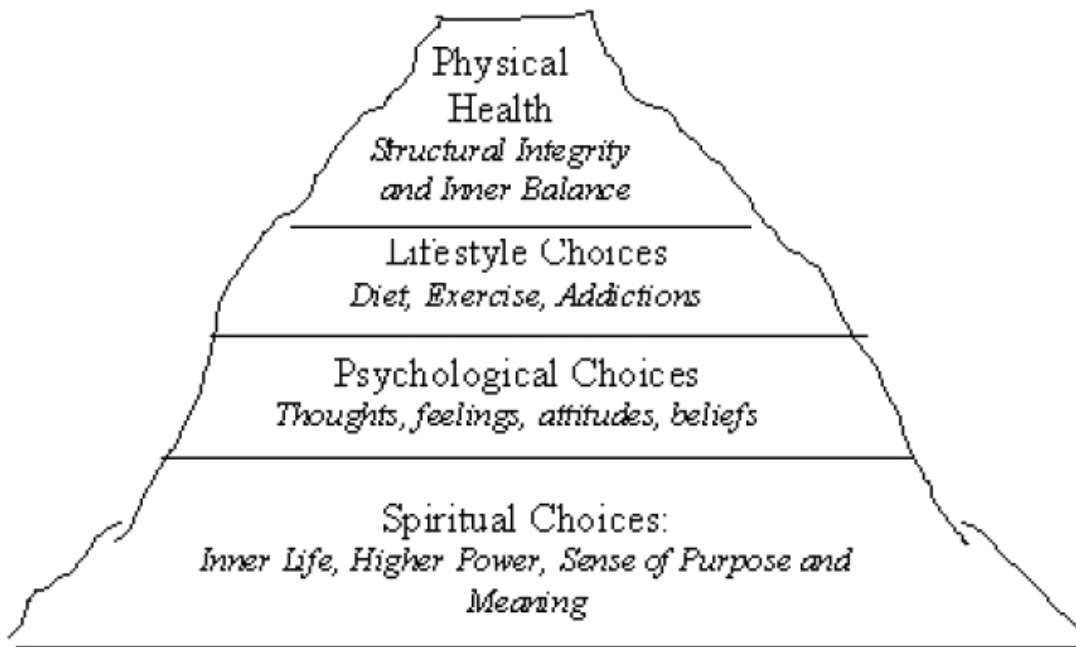 Physical
Health
Structural Integrity
and Inner Balance
Lifestyle Choices
Diet, Exercise, Addictions
Psychological Choices
Thoughts, feelings, attitudes, beliefs
Spiritual Choices:
Inner Life, Higher Power, Sense of Purpose and
Meaning